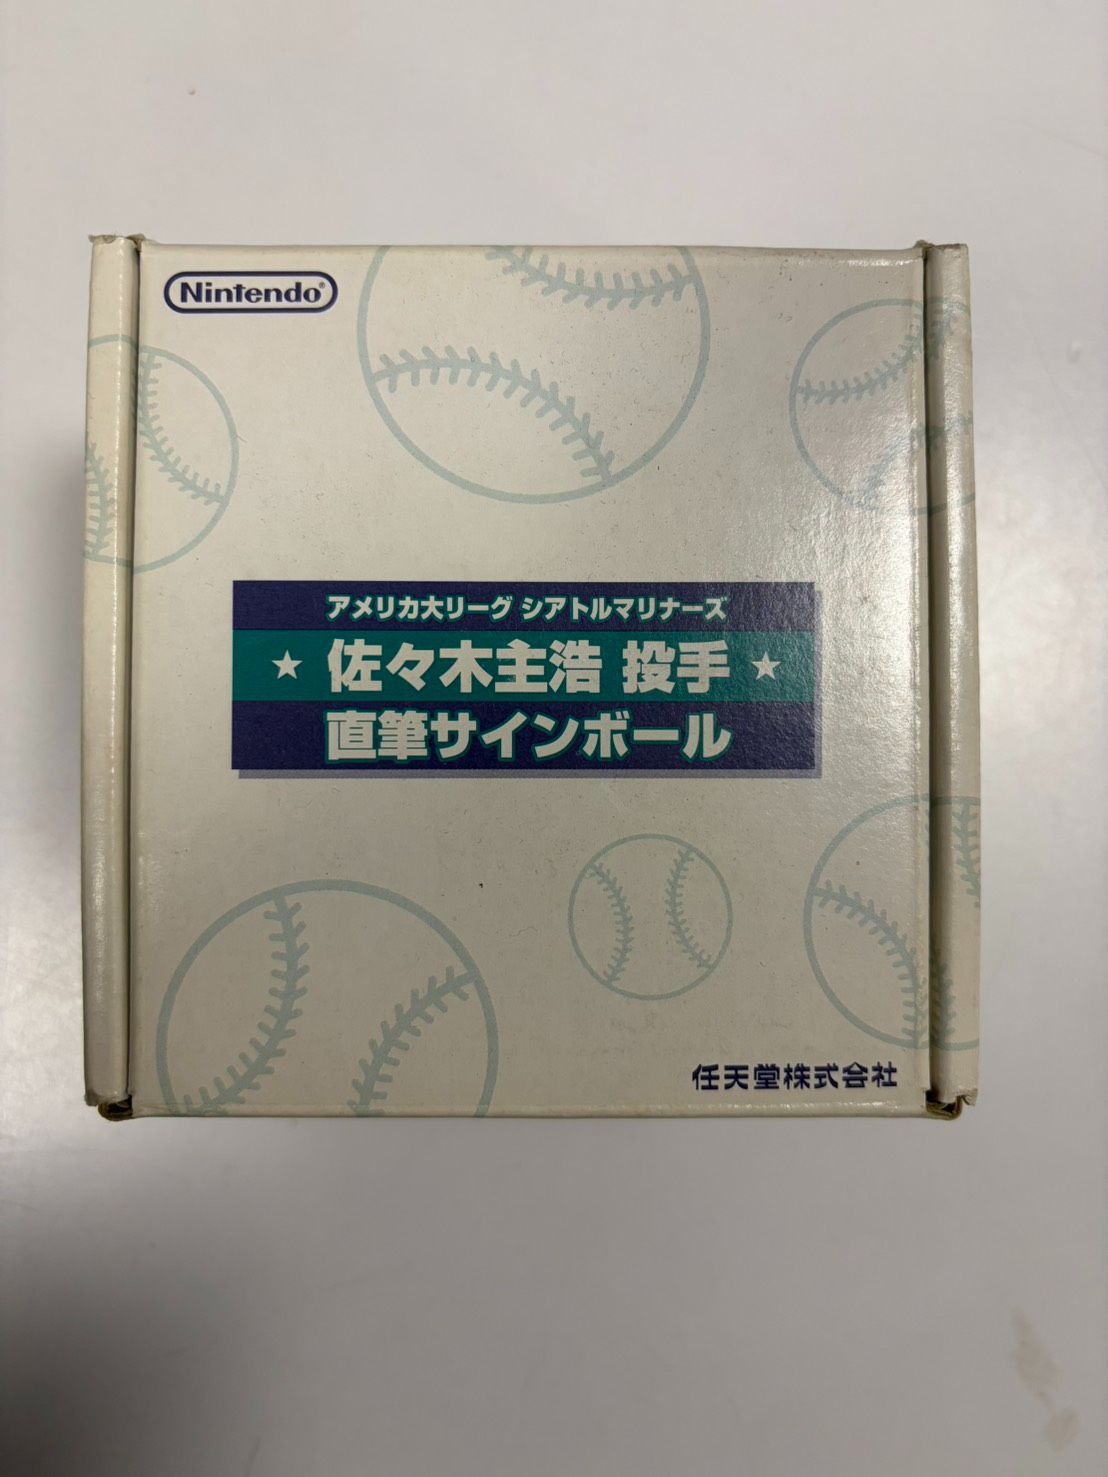 Nintendo®
アメリカ大リーグ シアトルマリナーズ
★ 佐々木主浩 投手 ★
直筆サインボール
任天堂株式会社